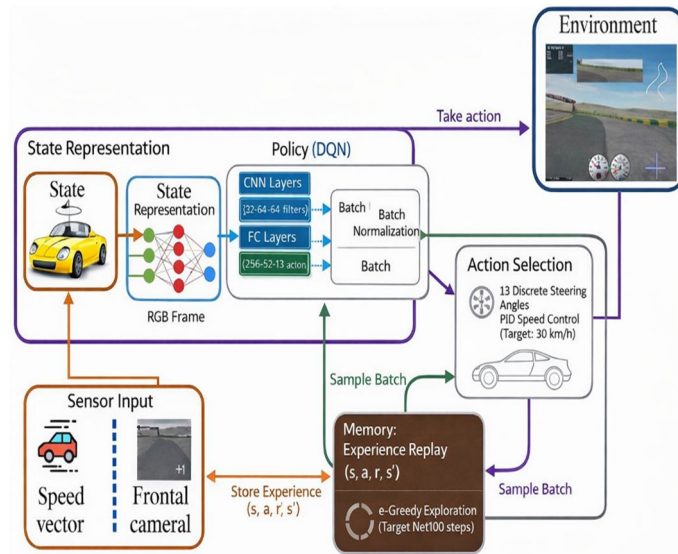 Environment
Take action
State Representation
Policy (DQN)
State
State
Representation
RGB Frame
CNN Layers
(32-64-64 filters)
FC Layers
(256-52-13 action
Batch
Batch
Normalization
Batch
Action Selection
13 Discrete Steering
Angles
PID Speed Control
(Target: 30 km/h)
Sample Batch
Sensor Input
Speed
vector
+1
Frontal
cameral
Store Experience
(s, a, r, s')
Memory:
Experience Replay
(s, a, r, s')
e-Greedy Exploration
(Target Net100 steps)
Sample Batch